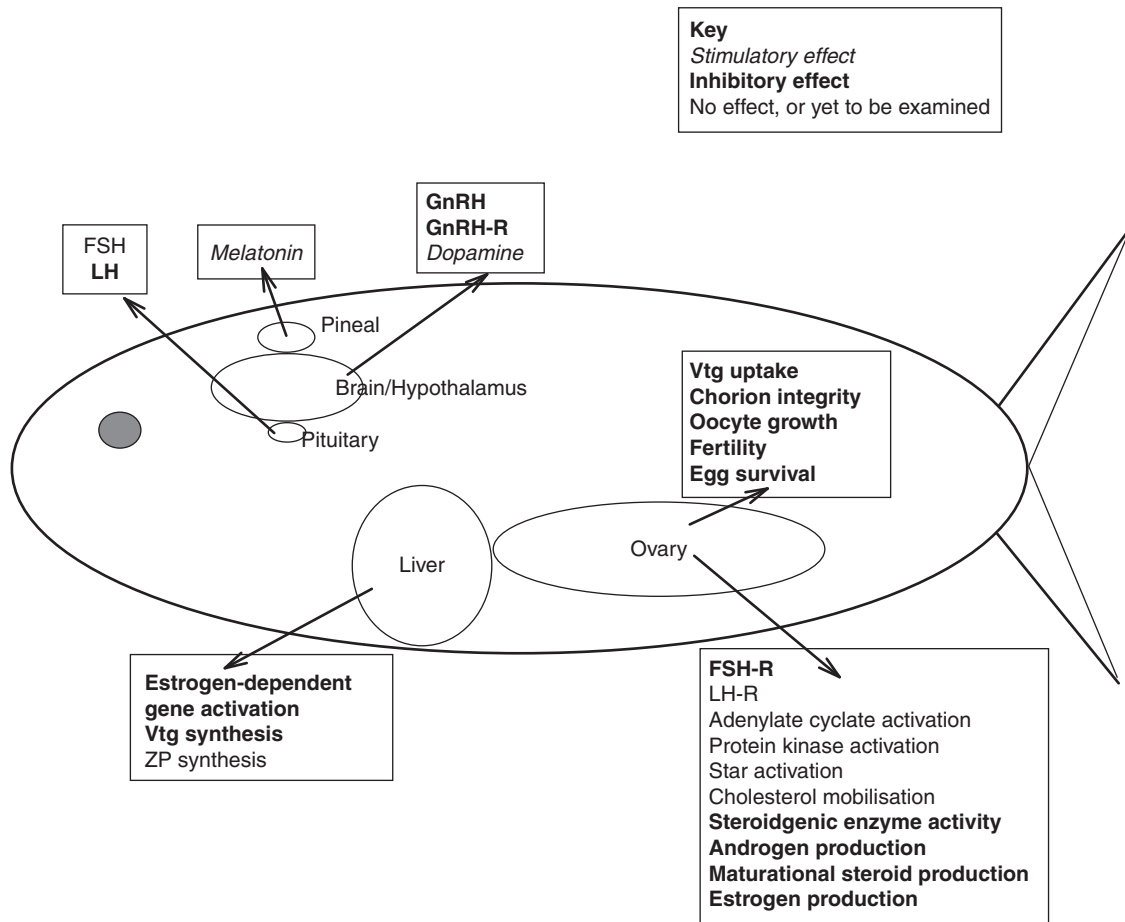 Key
Stimulatory effect
Inhibitory effect
No effect, or yet to be examined
GnRH
GnRH-R
Dopamine
FSH
LH
Melatonin
Pineal
Brain/Hypothalamus
Pituitary
Vtg uptake
Chorion integrity
Oocyte growth
Fertility
Egg survival
Liver
Ovary
Estrogen-dependent
gene activation
Vtg synthesis
ZP synthesis
FSH-R
LH-R
Adenylate cyclate activation
Protein kinase activation
Star activation
Cholesterol mobilisation
Steroidgenic enzyme activity
Androgen production
Maturational steroid production
Estrogen production